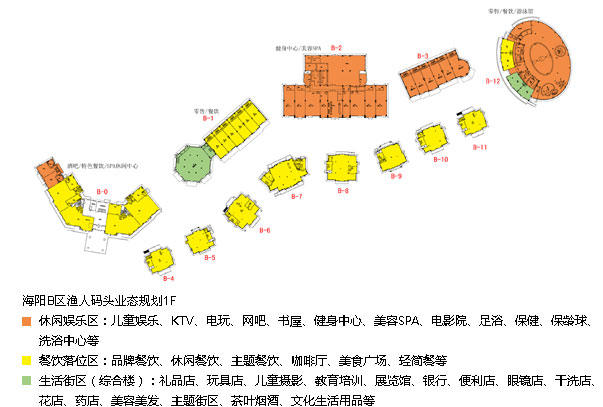 零售/餐饮/游泳馆
健身中心/美容SPA
B-2
B-3
B-12
零售/餐饮
B-1
B-11
B-10
B-9
酒吧/特色餐饮/SPA休闲中心
B-8
B-7
B-0
B-6
B-5
B-4
海阳B区渔人码头业态规划1F
休闲娱乐区：儿童娱乐、KTV、电玩、网吧、书屋、健身中心、美容SPA、电影院、足浴、保健、保龄球、
洗浴中心等
餐饮落位区：品牌餐饮、休闲餐饮、主题餐饮、咖啡厅、美食广场、轻简餐等
生活街区（综合楼）：礼品店、玩具店、儿童摄影、教育培训、展览馆、银行、便利店、眼镜店、干洗店、
花店、药店、美容美发、主题街区、茶叶烟酒、文化生活用品等